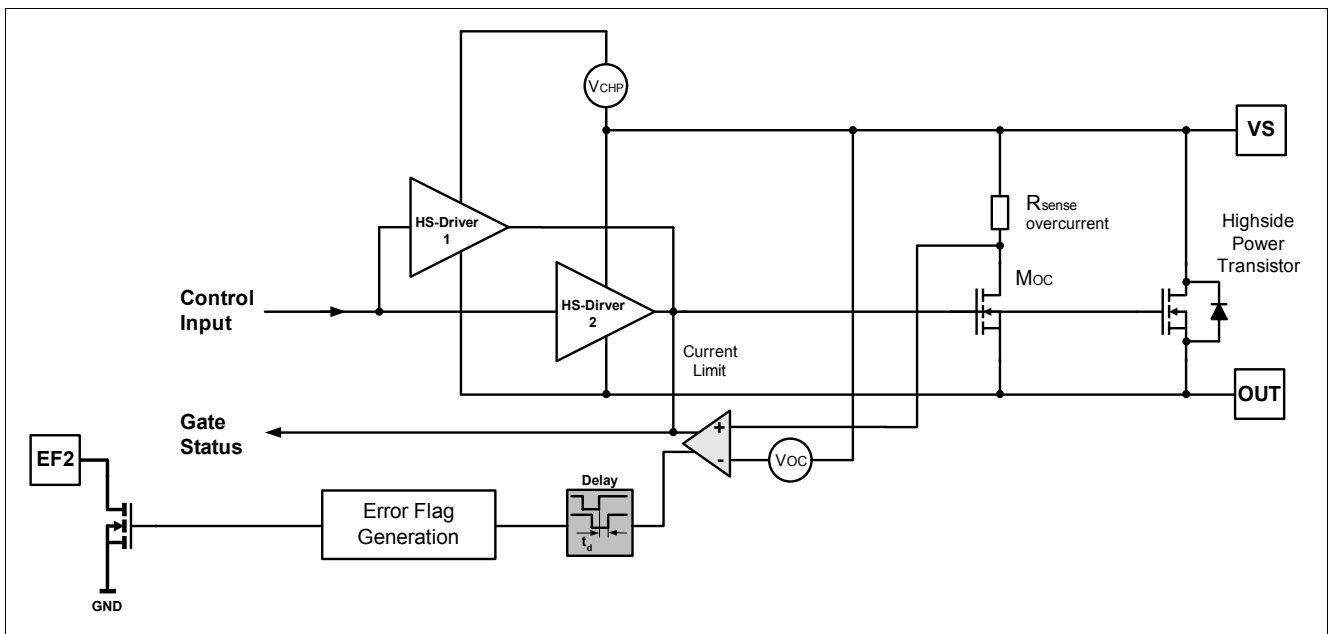 VCHP
VS
HS-Driver
1
Rsense
overcurrent
Highside
Power
Transistor
MOC
Control
Input
HS-Dirver
2
Current
Limit
OUT
Gate
Status
+
-
VOC
EF2
Delay
td
Error Flag
Generation
GND